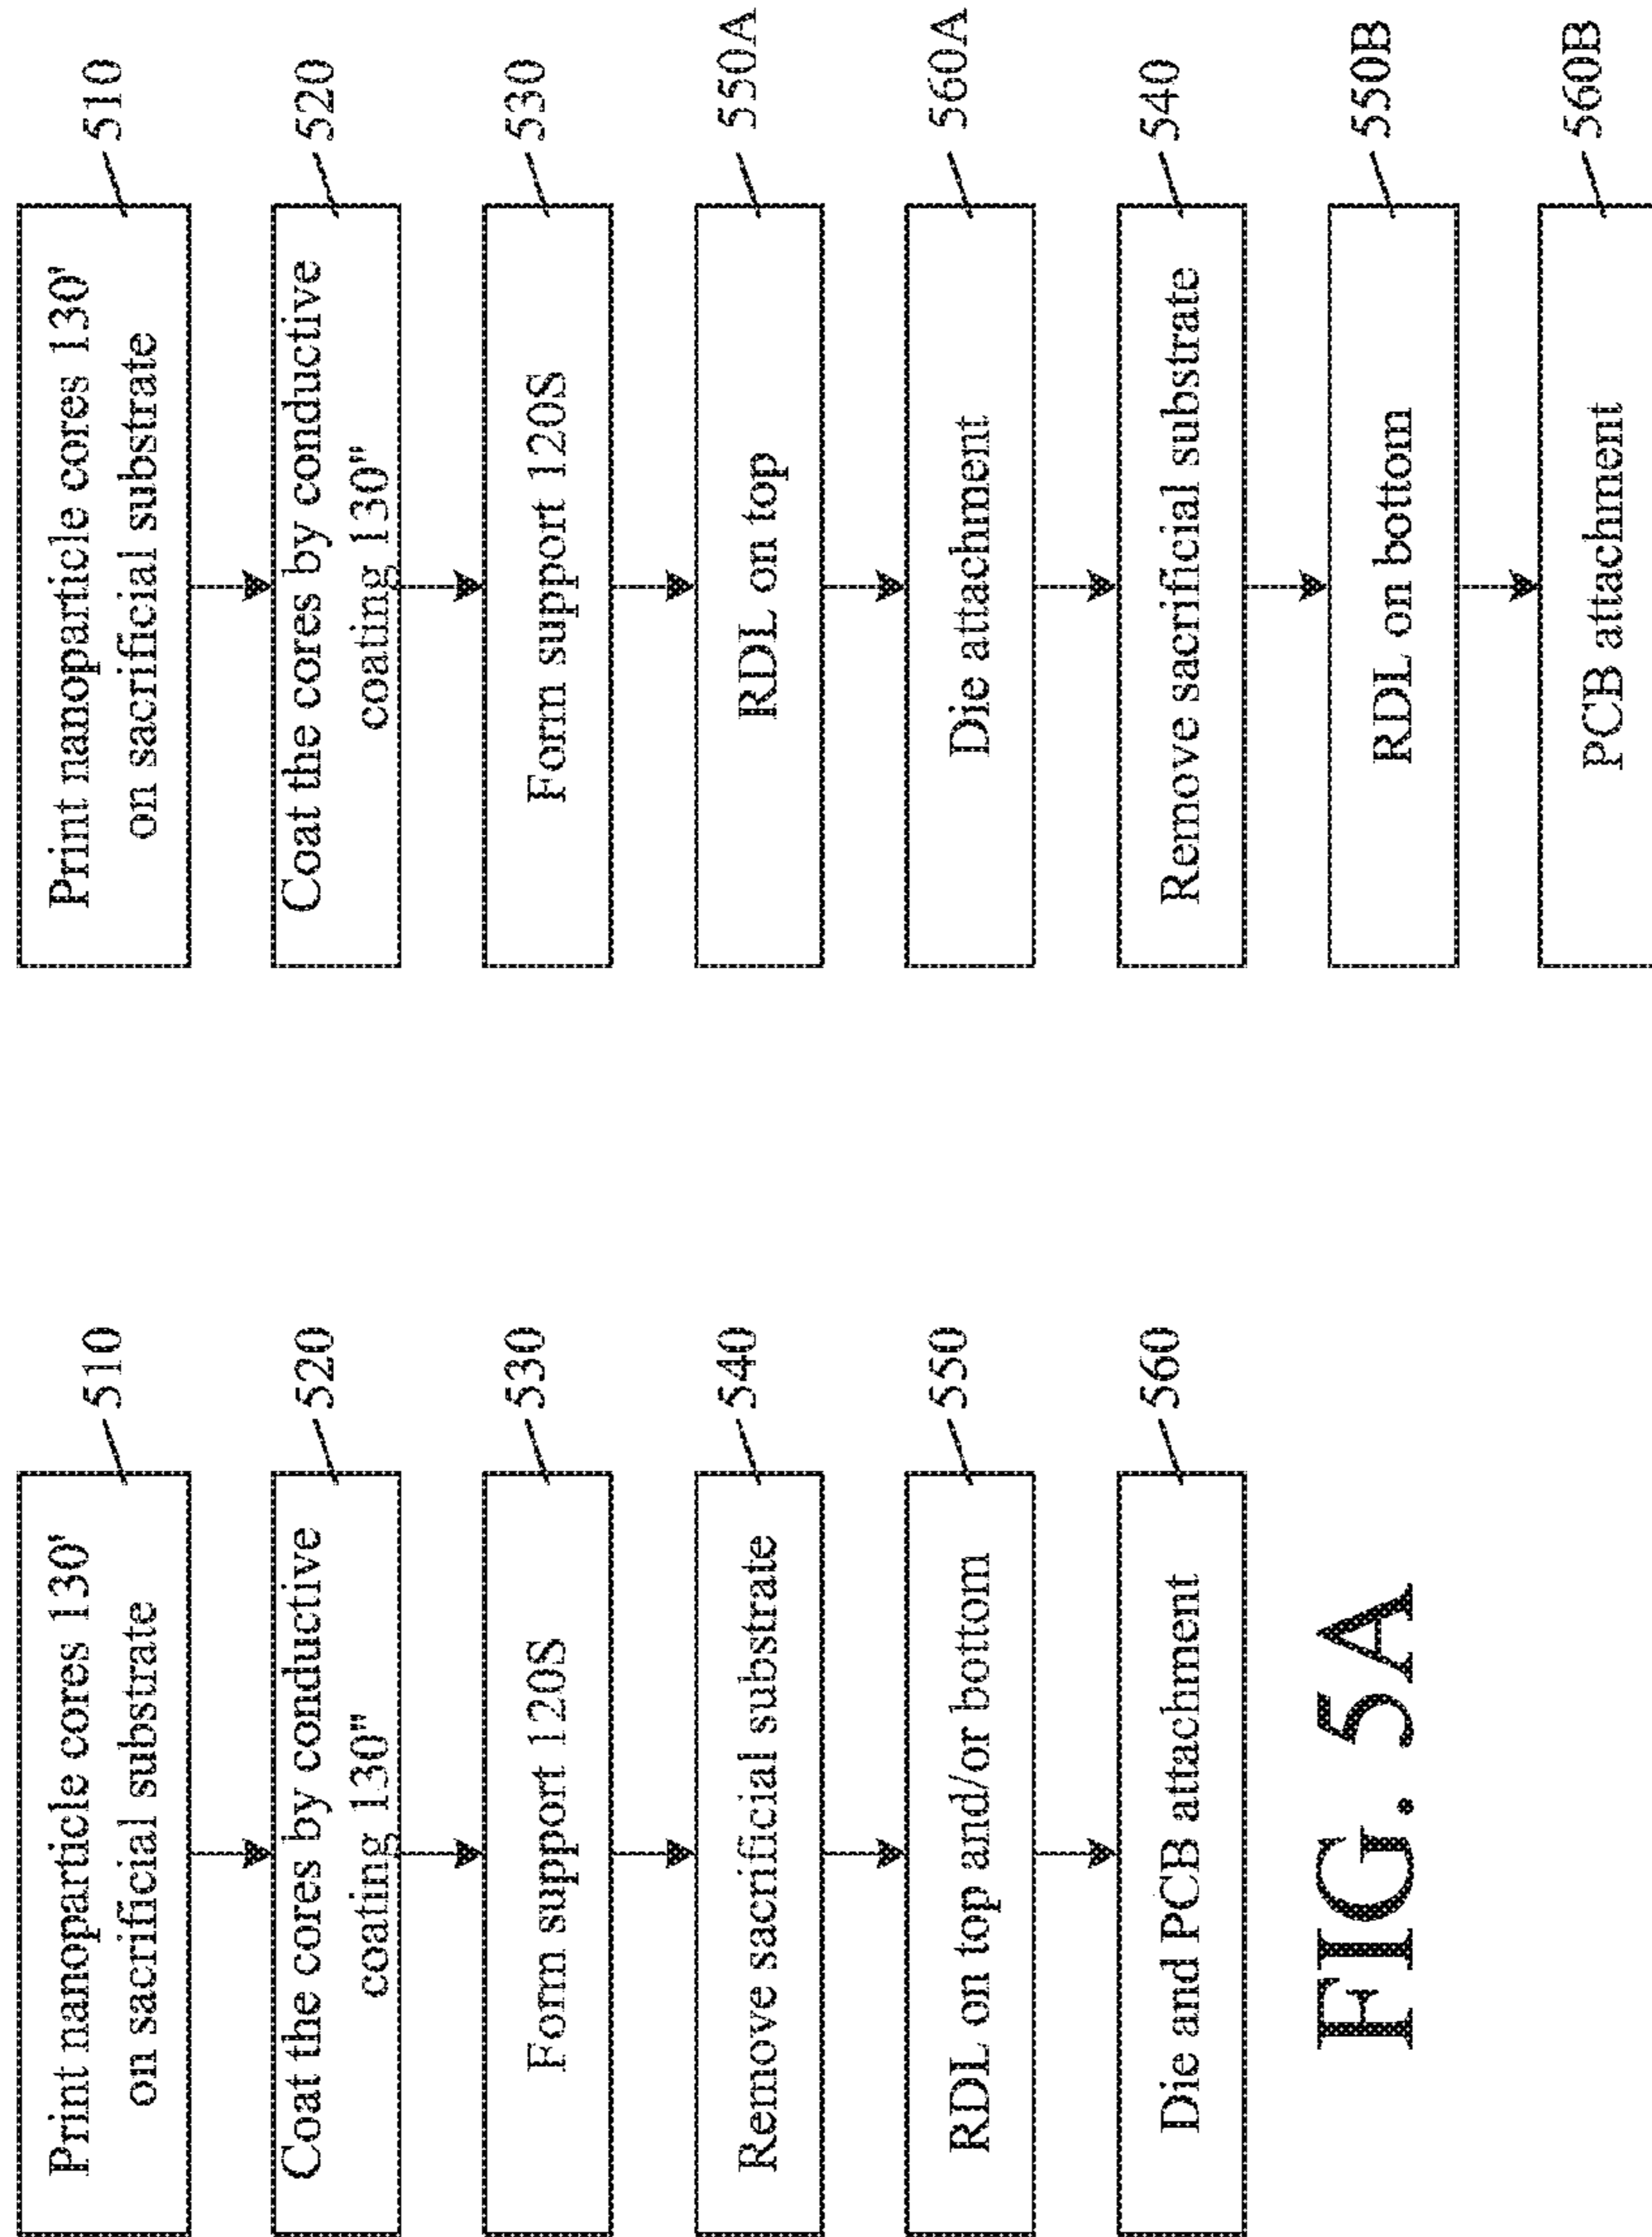 Print nanoparticle cores 130'
on sacrificial substrate
510
Coat the cores by conductive
coating 130"
520
Form support 120S
530
Remove sacrificial substrate
540
RDL on top and/or bottom
550
Die and PCB attachment
560
FIG. 5A
Print nanoparticle cores 130'
on sacrificial substrate
510
Coat the cores by conductive
coating 130"
520
Form support 120S
530
RDL on top
550A
Die attachment
560A
Remove sacrificial substrate
540
RDL on bottom
550B
PCB attachment
560B